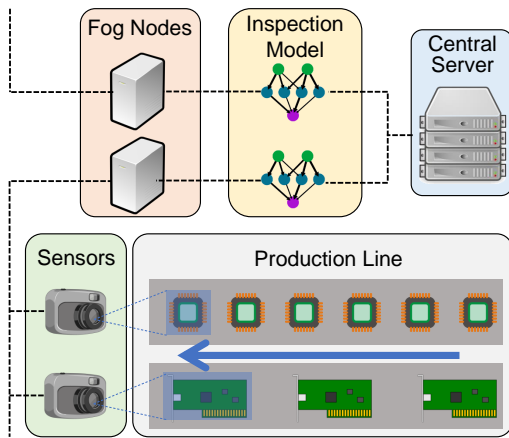 Fog Nodes
Inspection
Model
Central
Server
Sensors
Production Line